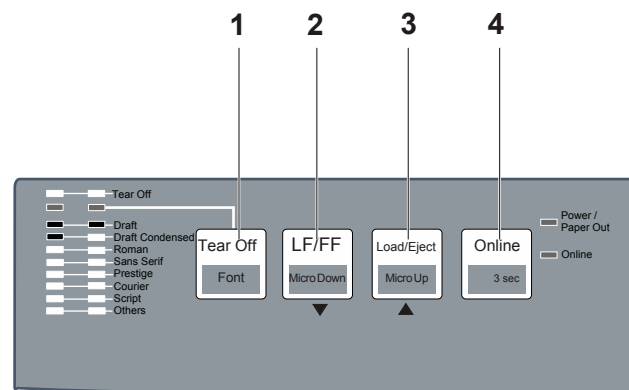 1 2 3 4
Tear Off
Draft
Draft Condensed
Roman
Sans Serif
Prestige
Courier
Script
Others
Tear Off
Font
LF/FF
Micro Down
Load/Eject
Micro Up
Online
3 sec
Power /
Paper Out
Online